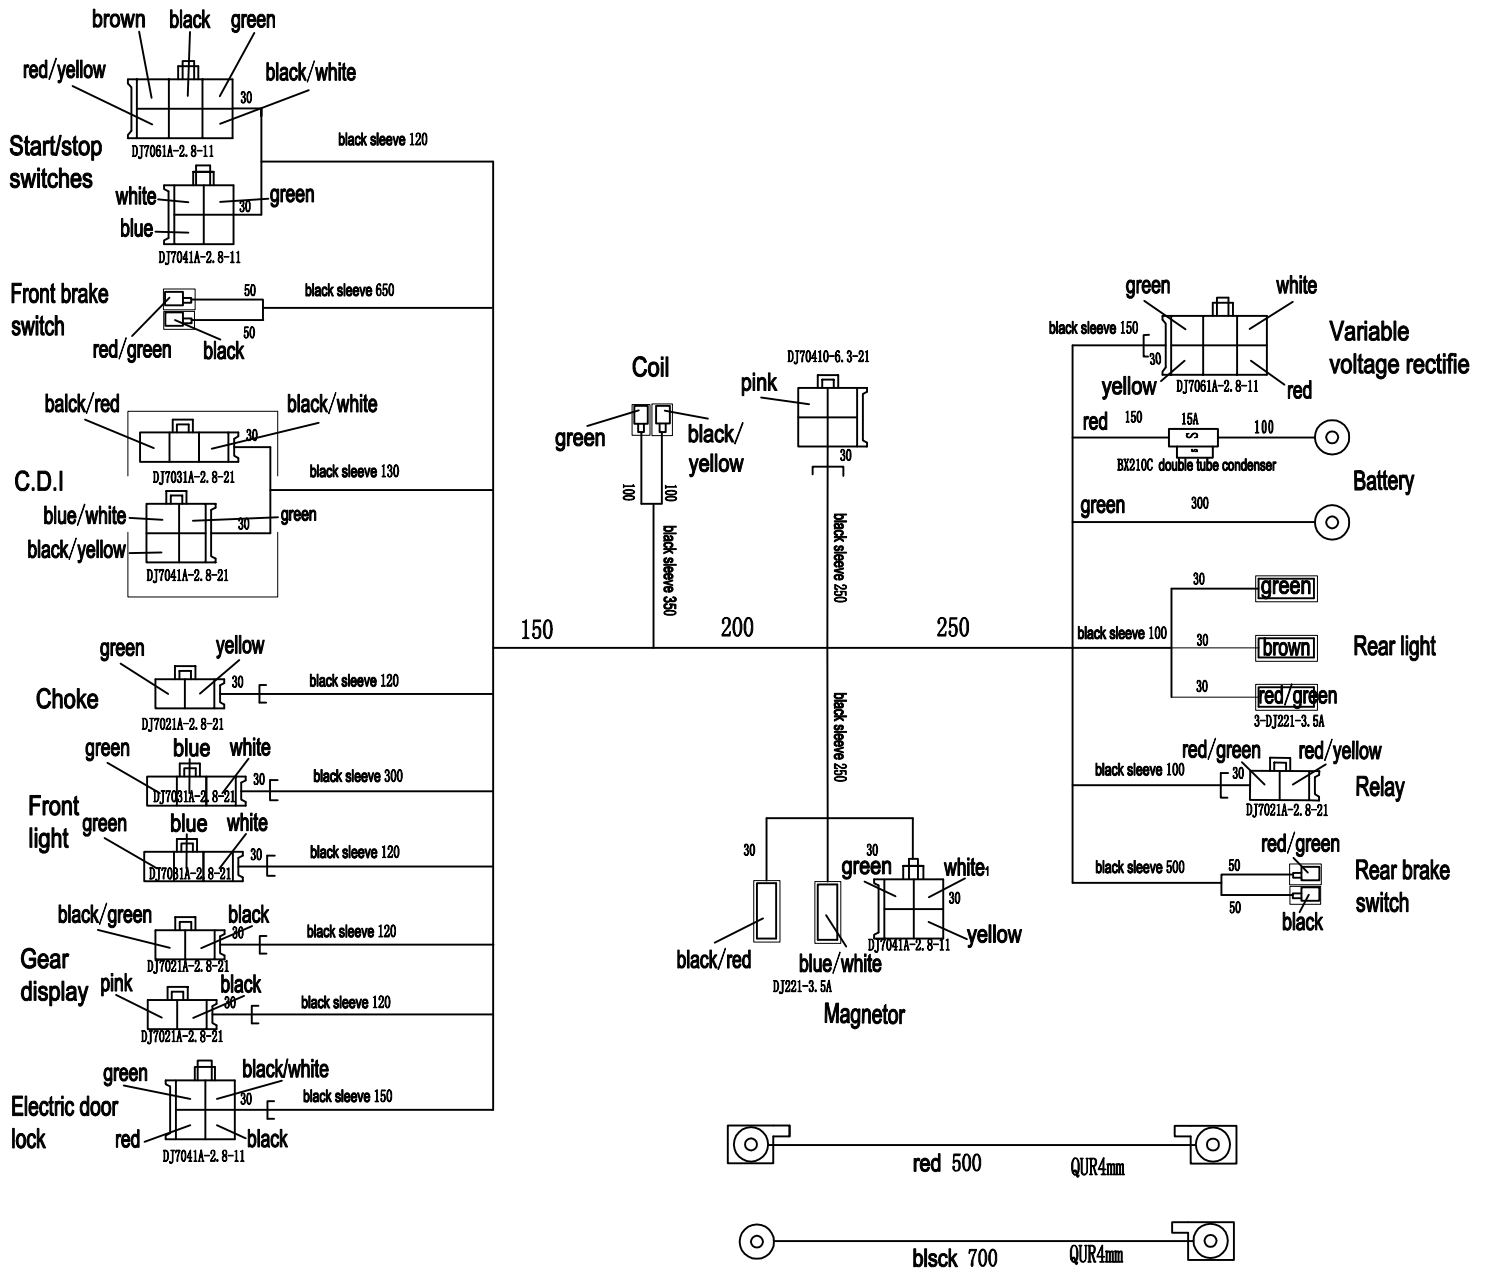 brown black green
red/yellow
black/white
30
DJ7061A-2.8-11
Start/stop
switches
black sleeve 120
white
green
30
blue
DJ7041A-2.8-11
Front brake
switch
50
50
red/green
black
black sleeve 650
balck/red
black/white
30
DJ7031A-2.8-21
C.D.I
black sleeve 130
blue/white
green
30
black/yellow
DJ7041A-2.8-21
green
yellow
30
Choke
DJ7021A-2.8-21
black sleeve 120
green
blue
white
30
DJ7031A-2.8-21
black sleeve 300
Front
light
green
blue
white
30
DJ7031A-2.8-21
black sleeve 120
black/green
black
30
DJ7021A-2.8-21
black sleeve 120
Gear
display
pink
black
30
DJ7021A-2.8-21
black sleeve 120
green
black/white
30
black sleeve 150
Electric door
lock
red
black
DJ7041A-2.8-11
150
200
250
Coil
green
black/
yellow
100
100
black sleeve 350
DJ70410-6.3-21
pink
30
black sleeve 250
black sleeve 250
30
30
green
white1
30
yellow
DJ7041A-2.8-11
black/red
blue/white
DJ221-3.5A
Magnetor
green
white
black sleeve 150
30
yellow
DJ7061A-2.8-11
red
Variable
voltage rectifie
red 150
15A
S
s
100
BX210C double tube condenser
Battery
green
300
30
green
black sleeve 100
30
brown
Rear light
30
red/green
3-DJ221-3.5A
red/green
red/yellow
black sleeve 100
30
DJ7021A-2.8-21
Relay
red/green
black sleeve 500
50
50
black
Rear brake
switch
red 500
QUR4mm
blsck 700
QUR4mm